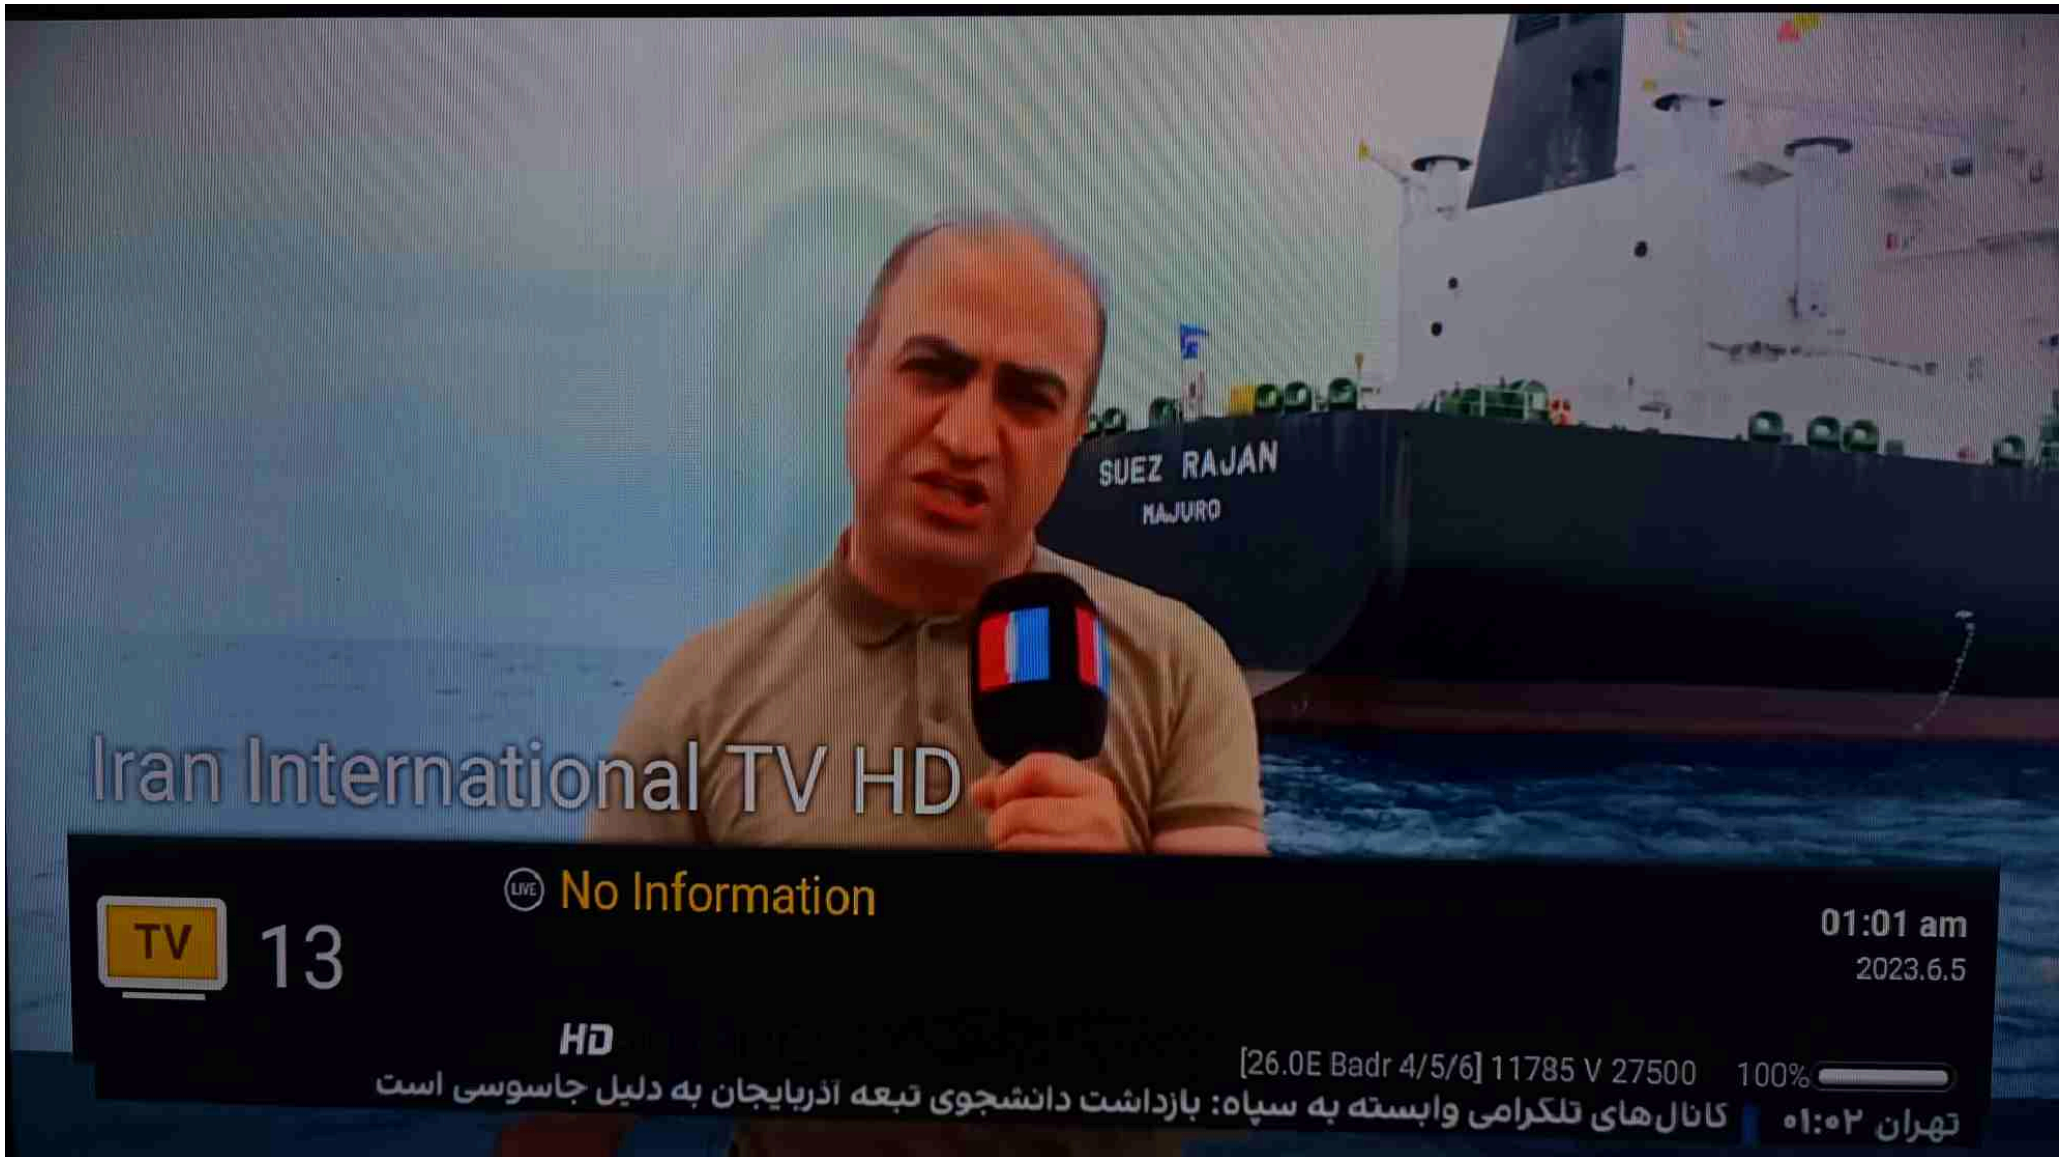 SUEZ RAJAN
MAJURO
Iran International TV HD
LIVE No Information
TV 13
01:01 am
2023.6.5
HD
[26.0E Badr 4/5/6] 11785 V 27500 100%
کانال‌های تلگرامی وابسته به سپاه: بازداشت دانشجوی تبعه آذربایجان به دلیل جاسوسی است
تهران ۰۱:۰۲